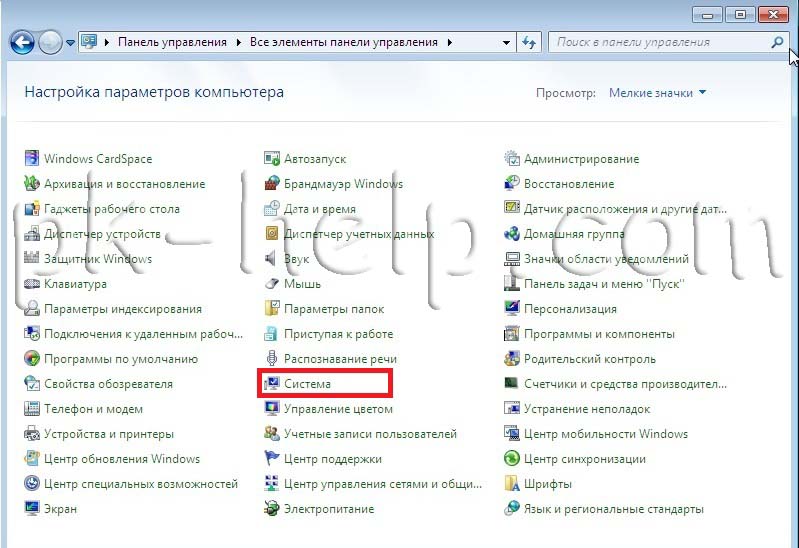 Панель управления
Все элементы панели управления
Поиск в панели управления
Настройка параметров компьютера
Просмотр:
Мелкие значки
Windows CardSpace
Автозапуск
Администрирование
Архивация и восстановление
Брандмауэр Windows
Восстановление
Гаджеты рабочего стола
Дата и время
Датчик расположения и другие дат...
Диспетчер устройств
Диспетчер учетных данных
Домашняя группа
Защитник Windows
Звук
Значки области уведомлений
Клавиатура
Мышь
Панель задач и меню "Пуск"
Параметры индексирования
Параметры папок
Персонализация
Подключения к удаленным рабоч...
Приступая к работе
Программы и компоненты
Программы по умолчанию
Распознавание речи
Родительский контроль
Свойства обозревателя
Система
Счетчики и средства производител...
Телефон и модем
Управление цветом
Устранение неполадок
Устройства и принтеры
Учетные записи пользователей
Центр мобильности Windows
Центр обновления Windows
Центр поддержки
Центр синхронизации
Центр специальных возможностей
Центр управления сетями и общи...
Шрифты
Экран
Электропитание
Язык и региональные стандарты
pk-help.com